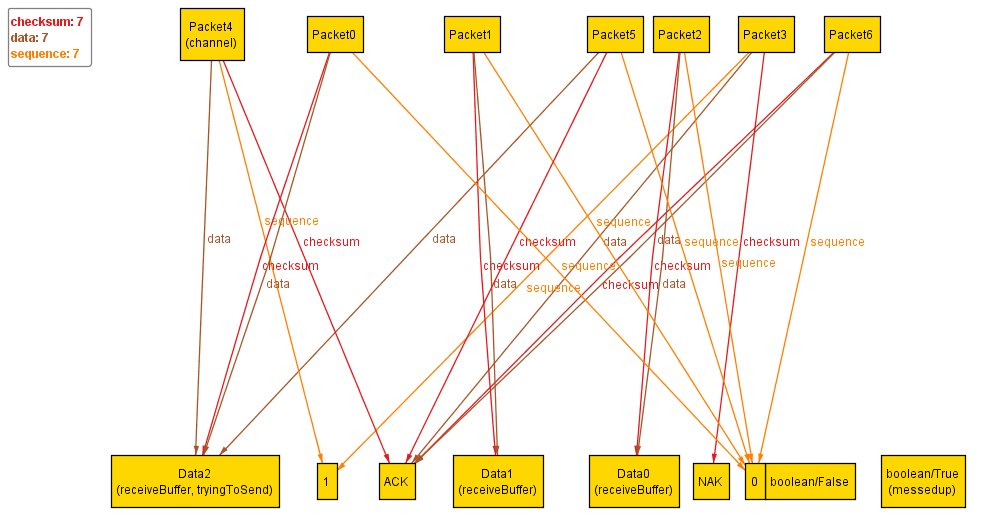 checksum: 7
data: 7
sequence: 7
Packet4
(channel)
Packet0
Packet1
Packet5
Packet2
Packet3
Packet6
sequence
sequence
data
checksum
data
checksum
data
data
sequence
checksum
sequence
checksum
data
checksum
data
sequence
sequence
checksum
checksum
data
sequence
Data2
(receiveBuffer, tryingToSend)
1
ACK
Data1
(receiveBuffer)
Data0
(receiveBuffer)
NAK
0
boolean/False
boolean/True
(messedup)